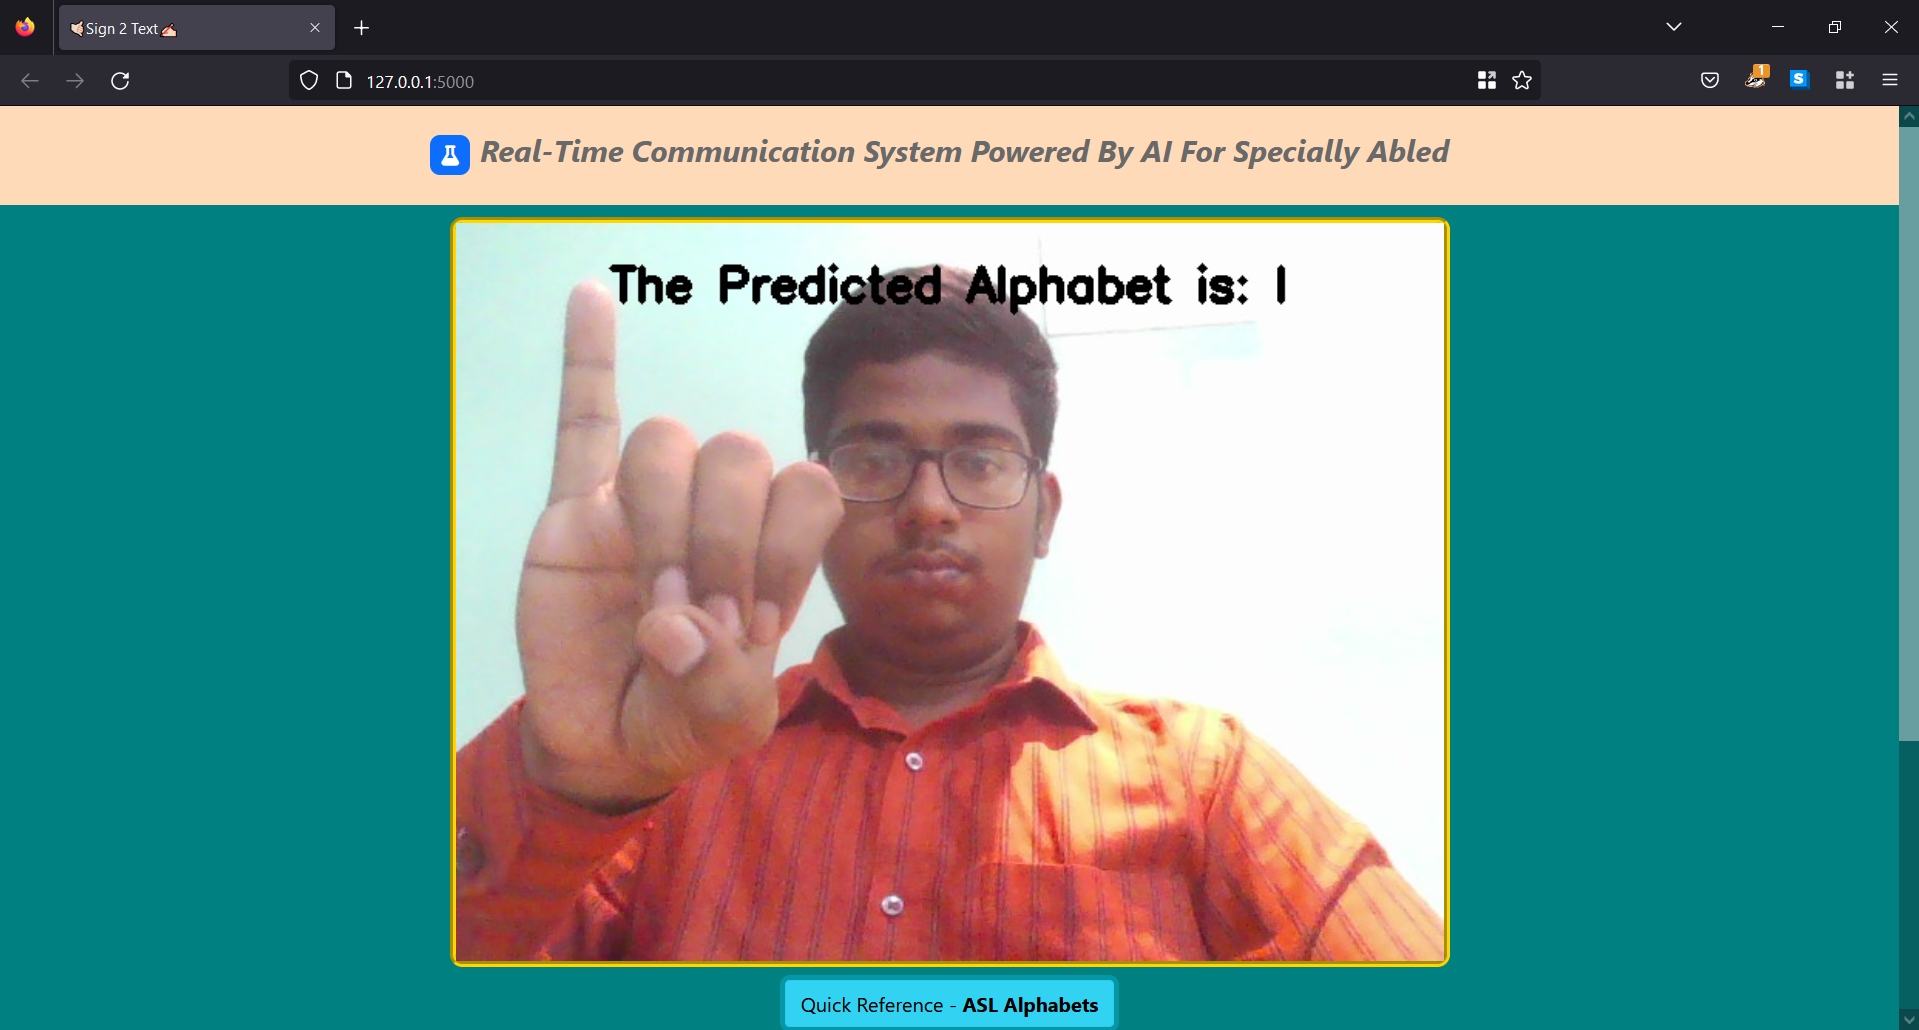 Sign 2 Text
127.0.0.1:5000
1
S
Real-Time Communication System Powered By AI For Specially Abled
The Predicted Alphabet is: I
Quick Reference - ASL Alphabets